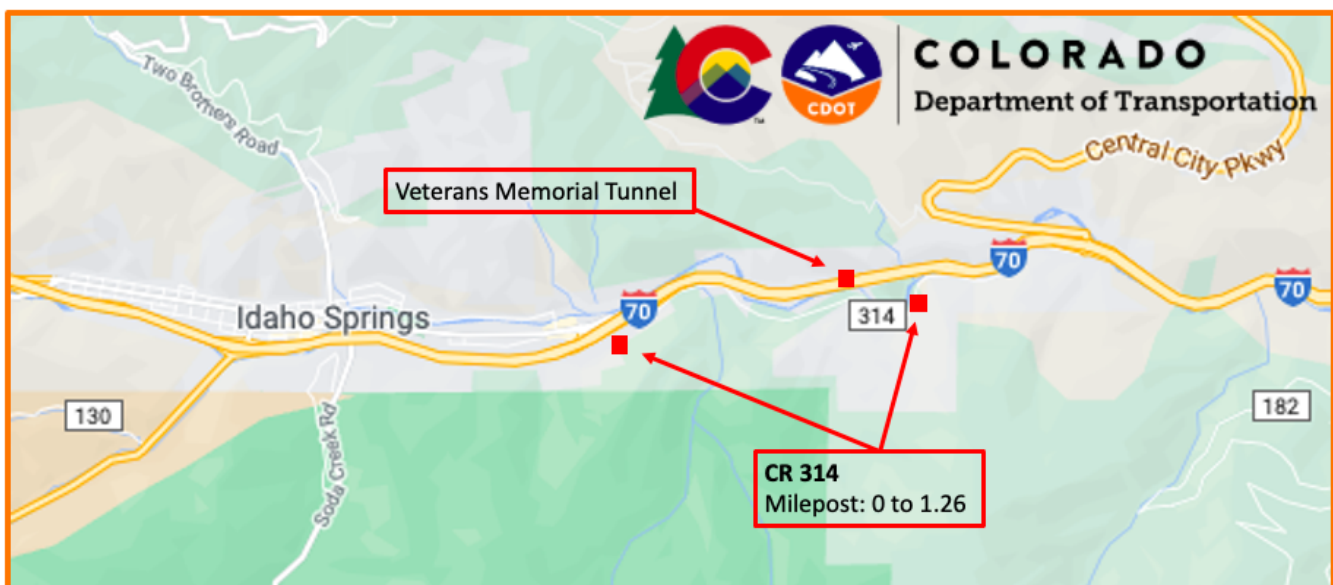 COLORADO
Department of Transportation
CDOT
TM
Two Brothers Road
Central City Pkwy
Veterans Memorial Tunnel
70
70
70
314
Idaho Springs
130
182
Soda Creek Rd
CR 314
Milepost: 0 to 1.26